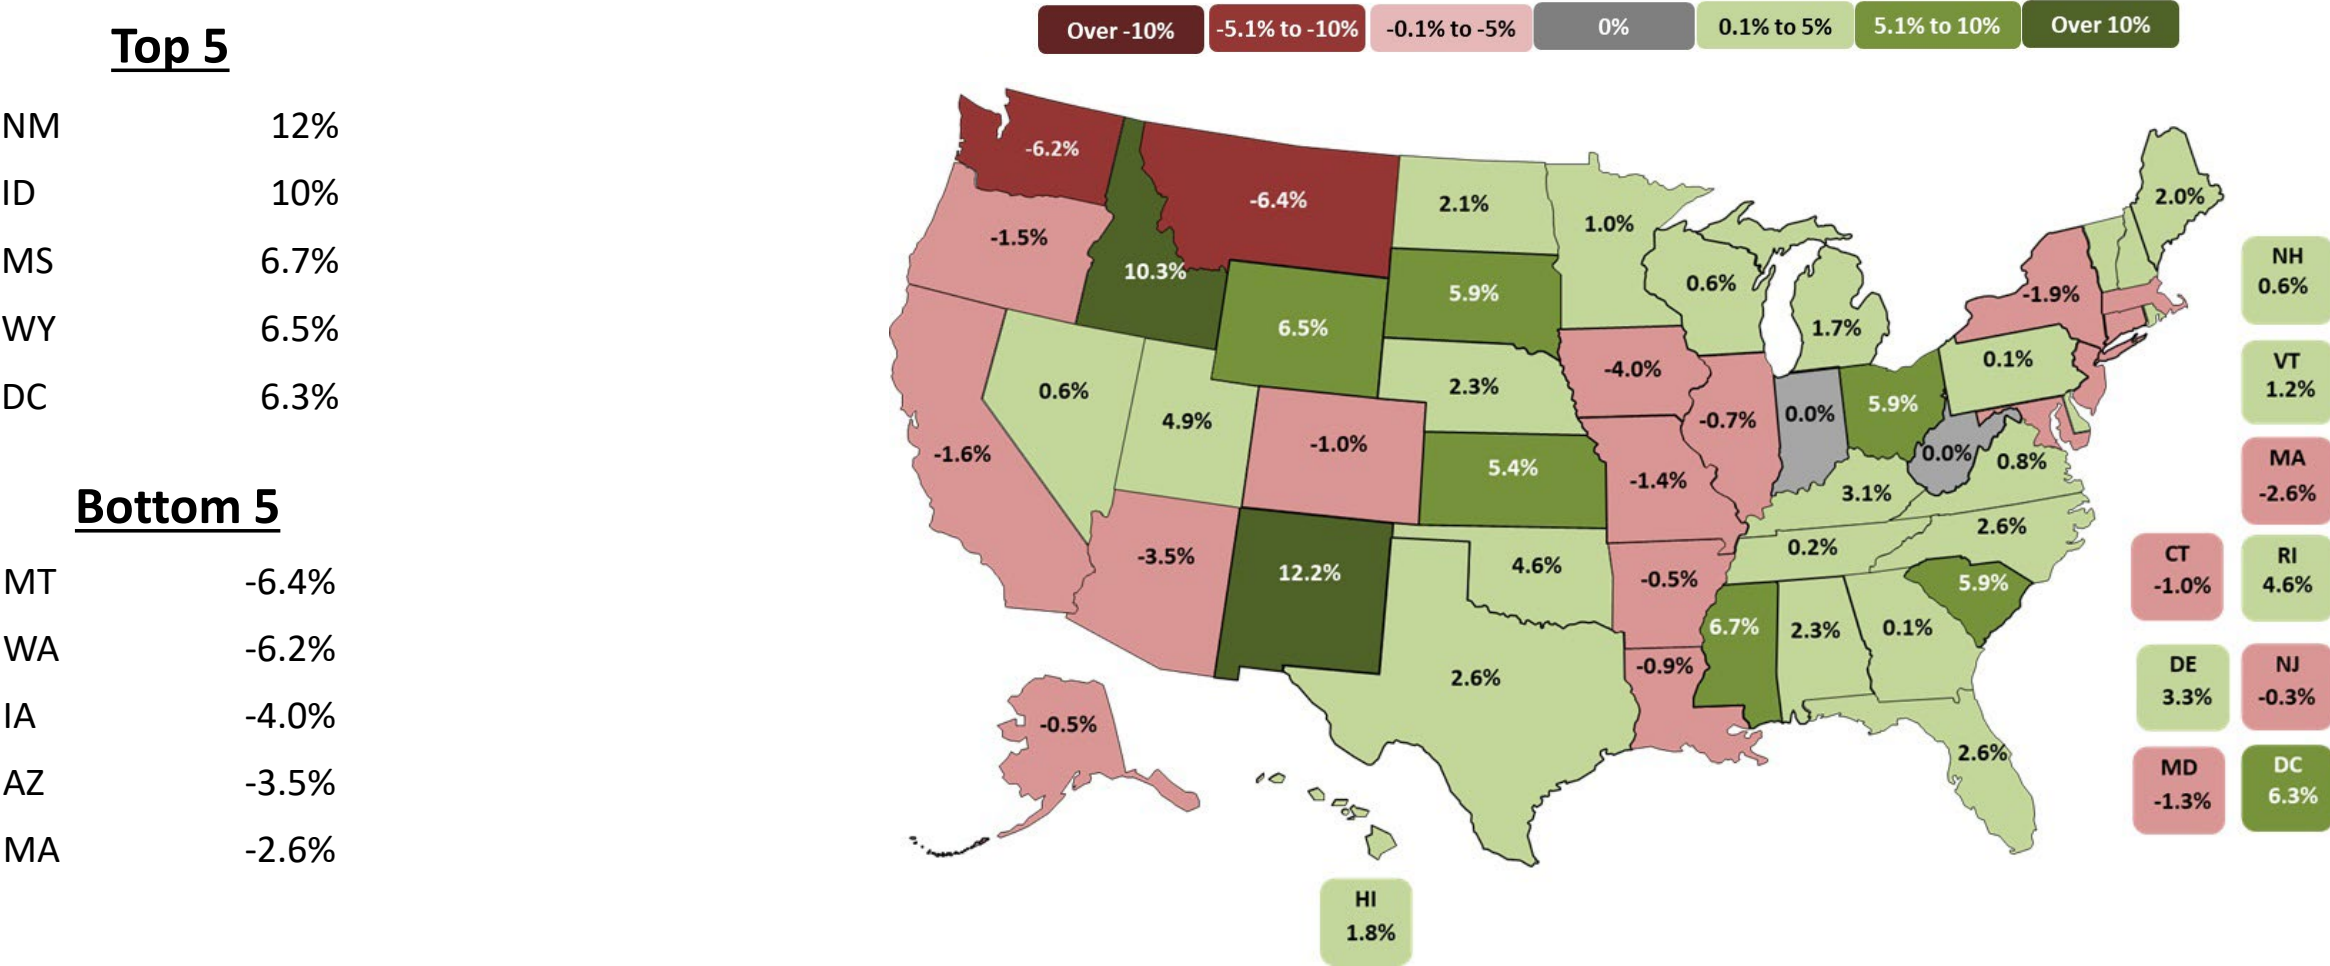 Top 5
NM 12%
ID 10%
MS 6.7%
WY 6.5%
DC 6.3%
Bottom 5
MT -6.4%
WA -6.2%
IA -4.0%
AZ -3.5%
MA -2.6%
Over -10% -5.1% to -10% -0.1% to -5% 0% 0.1% to 5% 5.1% to 10% Over 10%
-6.2%
-6.4%
2.1%
1.0%
2.0%
-1.5%
10.3%
5.9%
0.6%
1.7%
-1.9%
6.5%
0.1%
-4.0%
0.6%
2.3%
4.9%
-0.7%
0.0%
5.9%
-1.6%
-1.0%
5.4%
-1.4%
0.0%
0.8%
3.1%
2.6%
-3.5%
12.2%
4.6%
-0.5%
0.2%
5.9%
6.7%
2.3%
0.1%
2.6%
-0.9%
-0.5%
2.6%
NH
0.6%
VT
1.2%
MA
-2.6%
CT
-1.0%
RI
4.6%
DE
3.3%
NJ
-0.3%
MD
-1.3%
DC
6.3%
HI
1.8%